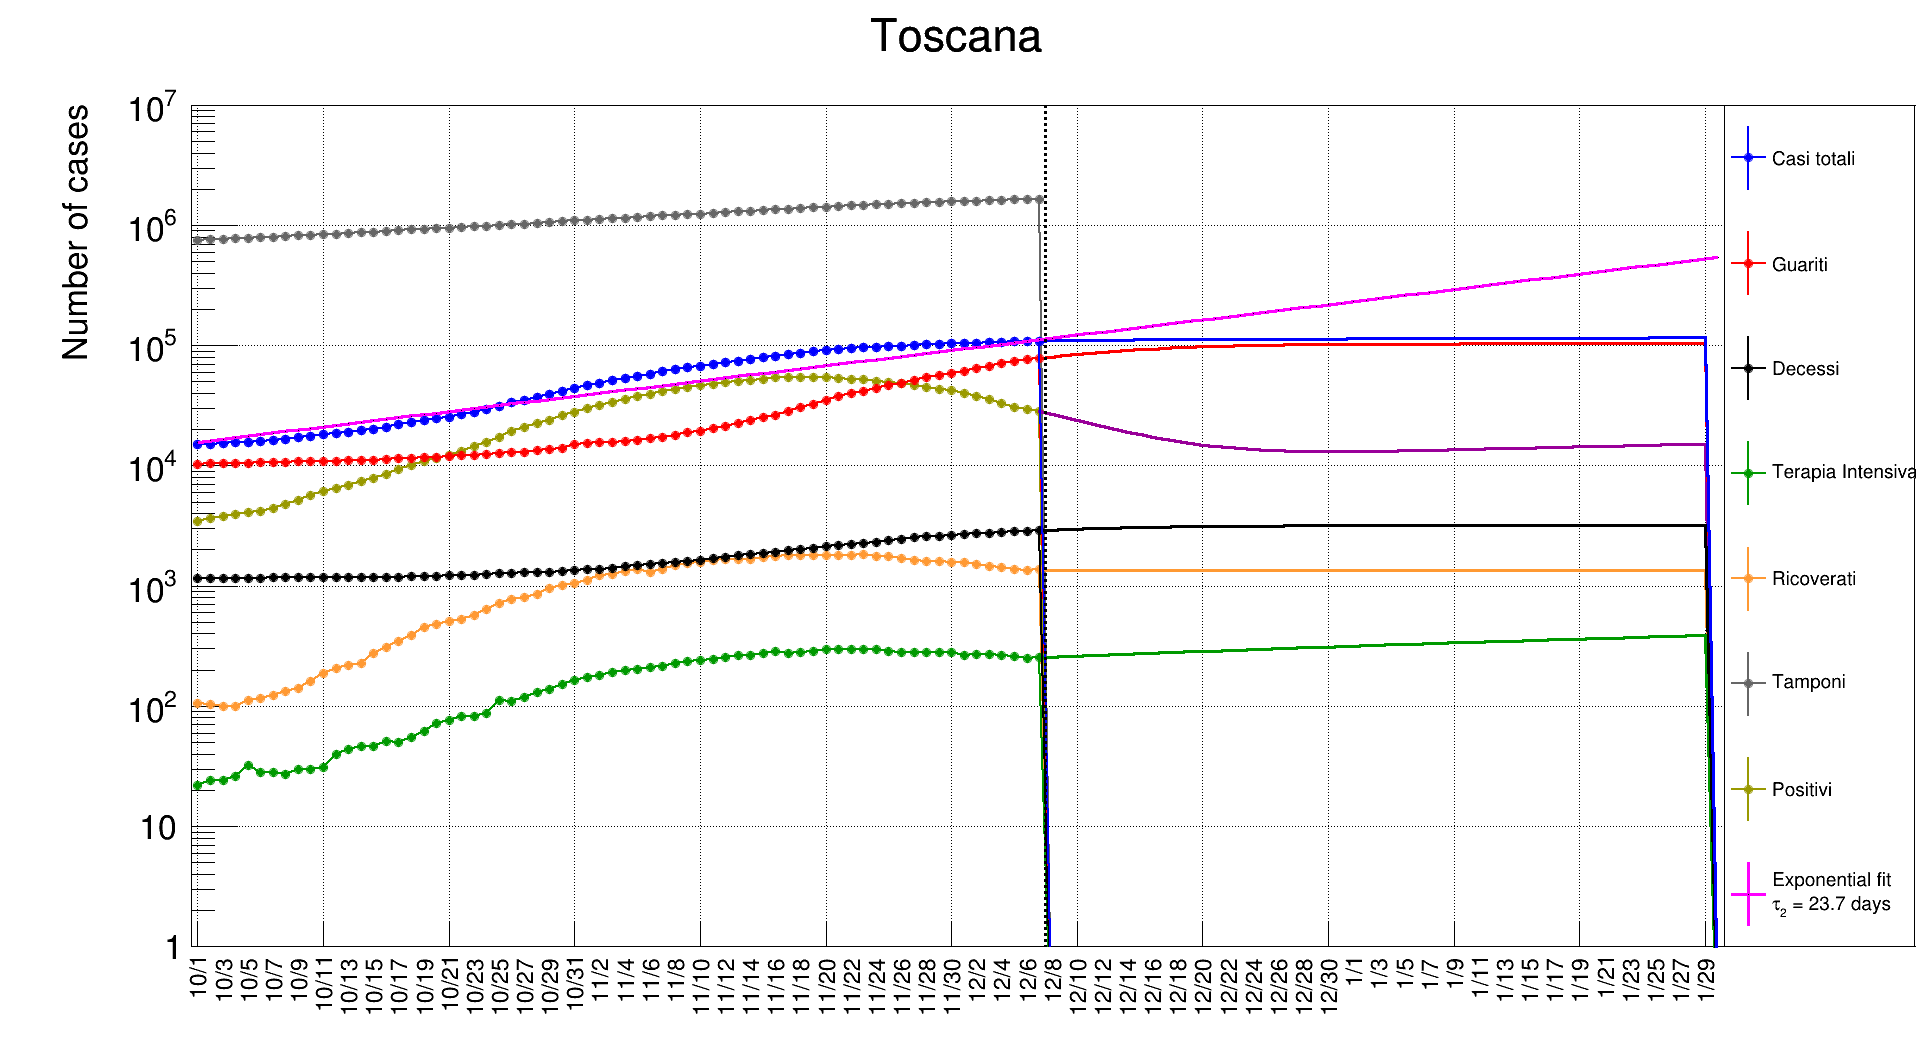 Toscana
Number of cases
10^7
10^6
10^5
10^4
10^3
10^2
10
1
10/1 10/3 10/5 10/7 10/9 10/11 10/13 10/15 10/17 10/19 10/21 10/23 10/25 10/27 10/29 10/31 11/2 11/4 11/6 11/8 11/10 11/12 11/14 11/16 11/18 11/20 11/22 11/24 11/26 11/28 11/30 12/2 12/4 12/6 12/8 12/10 12/12 12/14 12/16 12/18 12/20 12/22 12/24 12/26 12/28 12/30 1/1 1/3 1/5 1/7 1/9 1/11 1/13 1/15 1/17 1/19 1/21 1/23 1/25 1/27 1/29
Casi totali
Guariti
Decessi
Terapia Intensiva
Ricoverati
Tamponi
Positivi
Exponential fit
τ₂ = 23.7 days